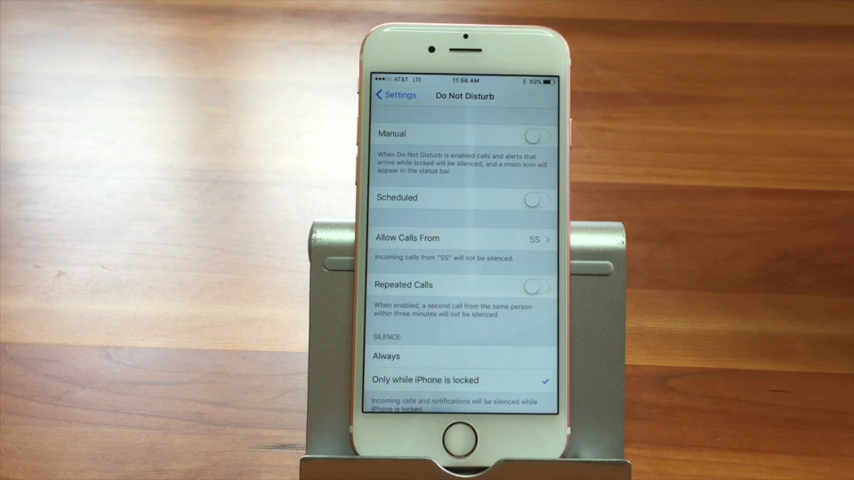 AT&T LTE 11:56 AM 69%
Settings Do Not Disturb
Manual
When Do Not Disturb is enabled calls and alerts that
arrive while locked will be silenced, and a moon icon will
appear in the status bar.
Scheduled
Allow Calls From SS
Incoming calls from "SS" will not be silenced.
Repeated Calls
When enabled, a second call from the same person
within three minutes will not be silenced.
SILENCE:
Always
Only while iPhone is locked
Incoming calls and notifications will be silenced while
iPhone is locked.